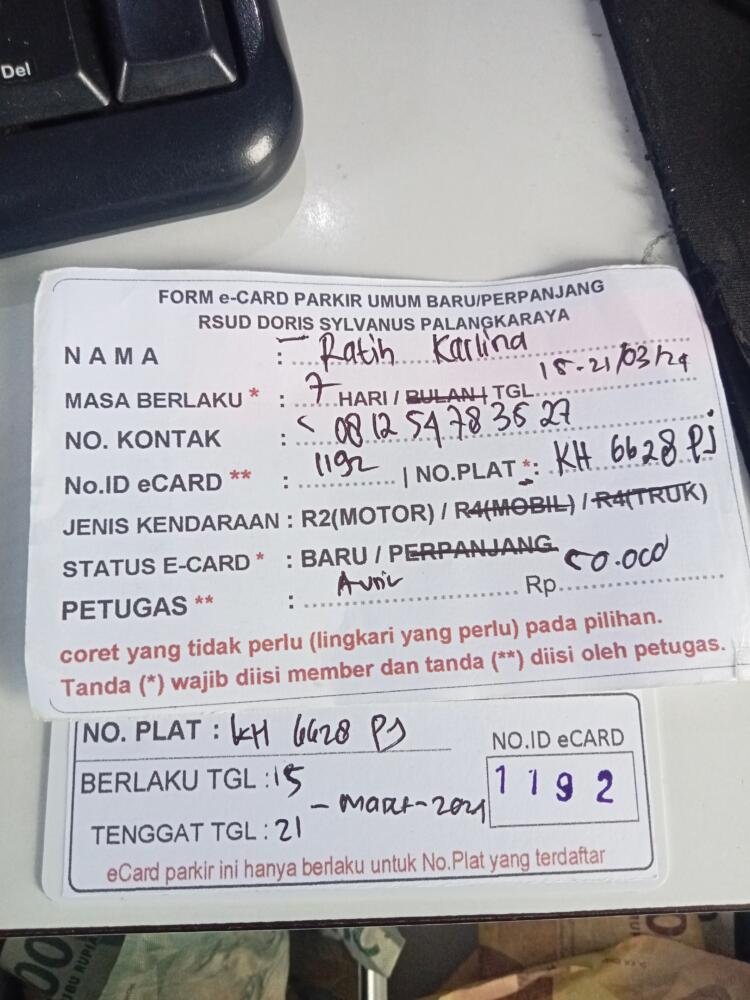 Del
FORM e-CARD PARKIR UMUM BARU/PERPANJANG
RSUD DORIS SYLVANUS PALANGKARAYA
NAMA : Ratih Karlina
MASA BERLAKU * : 7 HARI / BULAN | TGL 15-21/03/24
NO. KONTAK : 0812 5478 3527
No.ID eCARD ** : 1192 | NO.PLAT *: KH 6628 PJ
JENIS KENDARAAN : R2(MOTOR) / R4(MOBIL) / R4(TRUK)
STATUS E-CARD * : BARU / PERPANJANG
PETUGAS ** : Rp. 50.000
coret yang tidak perlu (lingkari yang perlu) pada pilihan.
Tanda (*) wajib diisi member dan tanda (**) diisi oleh petugas.
NO. PLAT : KH 6628 PJ
NO.ID eCARD
1192
BERLAKU TGL : 15
- Maret - 2024
TENGGAT TGL : 21
eCard parkir ini hanya berlaku untuk No.Plat yang terdaftar